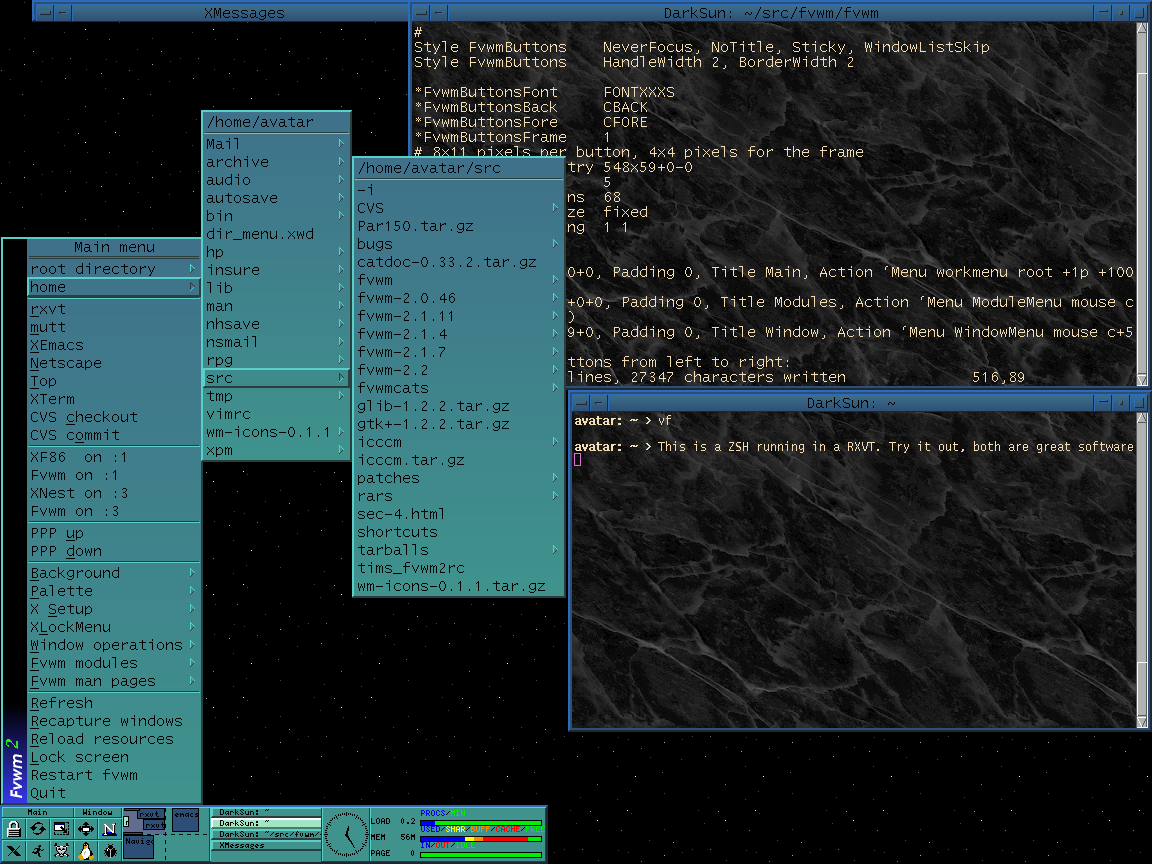 XMessages
DarkSun: ~/src/fvwm/fvwm
#
Style FvwmButtons NeverFocus, NoTitle, Sticky, WindowListSkip
Style FvwmButtons HandleWidth 2, BorderWidth 2
*FvwmButtonsFont FONTXXXS
*FvwmButtonsBack CBACK
*FvwmButtonsFore CFORE
*FvwmButtonsFrame 1
# 8x11 pixels per button, 4x4 pixels for the frame
try 548x59+0-0
5
ns 68
ze fixed
ng 1 1
0+0, Padding 0, Title Main, Action `Menu workmenu root +1p +100
+0+0, Padding 0, Title Modules, Action `Menu ModuleMenu mouse c
)
9+0, Padding 0, Title Window, Action `Menu WindowMenu mouse c+5
ttons from left to right:
lines, 27347 characters written 516,89
/home/avatar
Mail
archive
audio
autosave
bin
dir_menu.xwd
hp
insure
lib
man
nhsave
nsmail
rpg
src
tmp
vimrc
wm-icons-0.1.1
xpm
/home/avatar/src
-i
CVS
Par150.tar.gz
bugs
catdoc-0.33.2.tar.gz
fvwm
fvwm-2.0.46
fvwm-2.1.11
fvwm-2.1.4
fvwm-2.1.7
fvwm-2.2
fvwmcats
glib-1.2.2.tar.gz
gtk+-1.2.2.tar.gz
icccm
icccm.tar.gz
patches
rars
sec-4.html
shortcuts
tarballs
tims_fvwm2rc
wm-icons-0.1.1.tar.gz
Main menu
root directory
home
rxvt
mutt
XEmacs
Netscape
Top
XTerm
CVS checkout
CVS commit
XF86 on :1
Fvwm on :1
XNest on :3
Fvwm on :3
PPP up
PPP down
Background
Palette
X Setup
XLockMenu
Window operations
Fvwm modules
Fvwm man pages
Refresh
Recapture windows
Reload resources
Lock screen
Restart fvwm
Quit
Fvwm 2
DarkSun: ~
avatar: ~ > vf
avatar: ~ > This is a ZSH running in a RXVT. Try it out, both are great software
Main Window
rxvt
rxvt
emacs
Navig
DarkSun: ~
DarkSun: ~
DarkSun: ~/src/fvwm/
XMessages
LOAD 0.2
MEM 56M
PAGE 0
PROCS/
USED/SHAR/BUFF/CACHE/
IN/OUT/